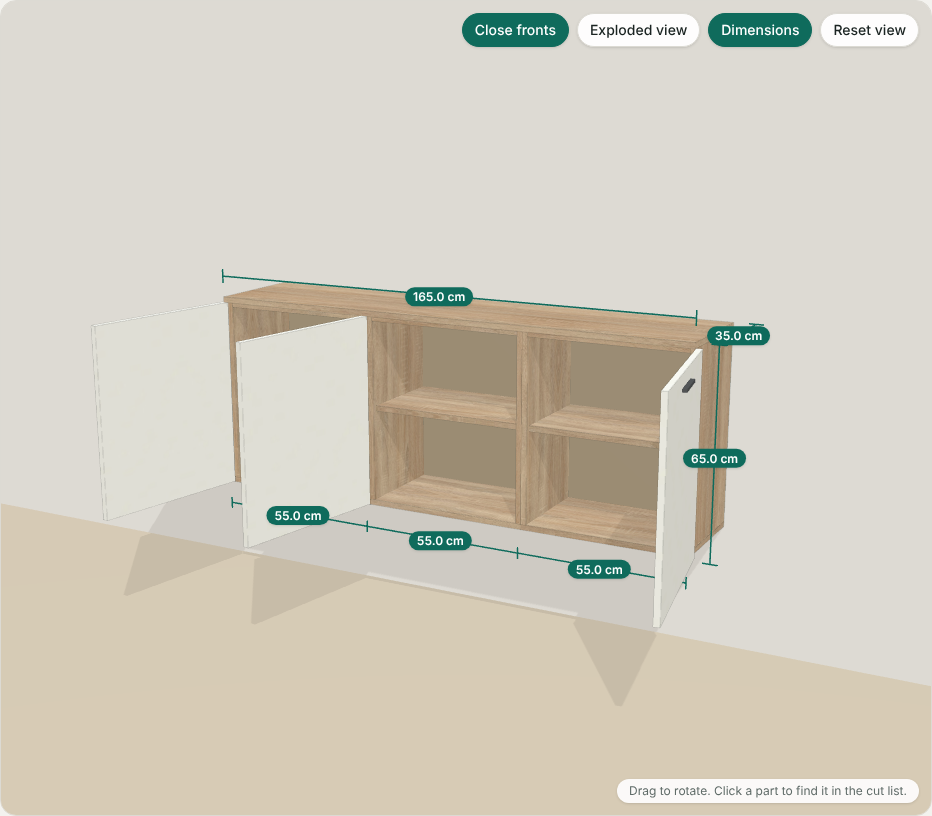 Close fronts
Exploded view
Dimensions
Reset view
165.0 cm
35.0 cm
65.0 cm
55.0 cm
55.0 cm
55.0 cm
Drag to rotate. Click a part to find it in the cut list.